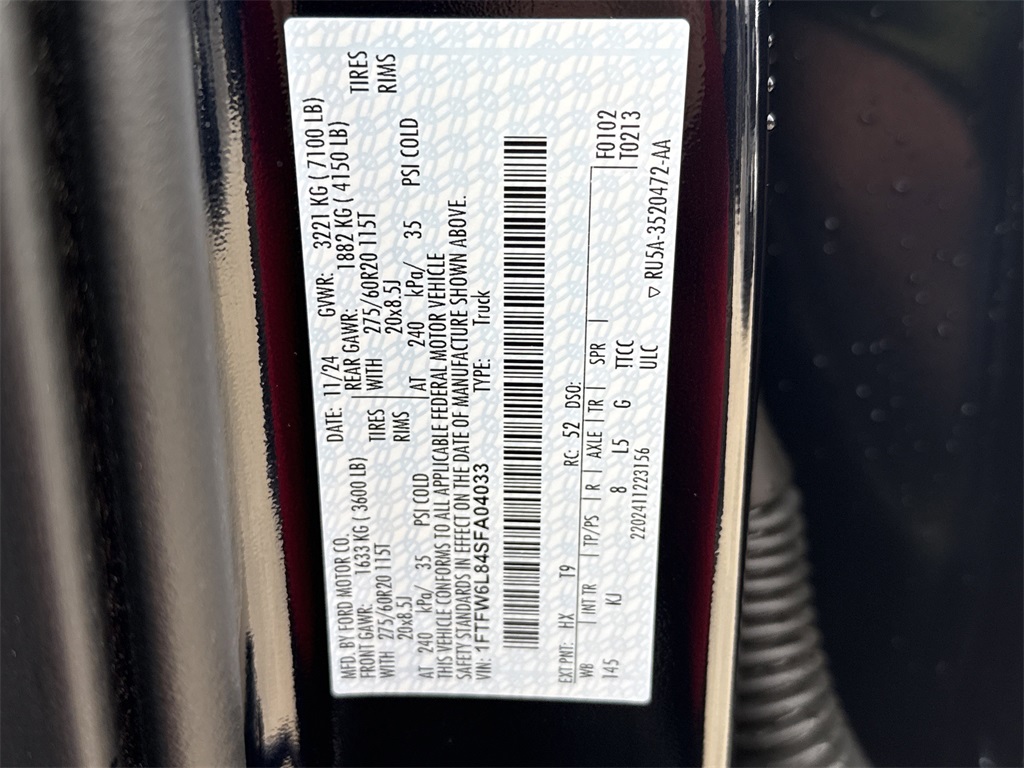 MFD. BY FORD MOTOR CO.
DATE: 11/24 GVWR: 3221 KG ( 7100 LB)
FRONT GAWR: 1633 KG ( 3600 LB) REAR GAWR: 1882 KG ( 4150 LB)
WITH 275/60R20 115T TIRES WITH 275/60R20 115T TIRES
20x8.5J RIMS 20x8.5J RIMS
AT 240 kPa/ 35 PSI COLD AT 240 kPa/ 35 PSI COLD
THIS VEHICLE CONFORMS TO ALL APPLICABLE FEDERAL MOTOR VEHICLE
SAFETY STANDARDS IN EFFECT ON THE DATE OF MANUFACTURE SHOWN ABOVE.
VIN: 1FTFW6L84SFA04033 TYPE: Truck
EXT PNT: HX T9 RC: 52 DSO: F0102
WB | INT TR | TP/PS | R | AXLE | TR | SPR | T0213
145 KJ 8 L5 G TTCC
2202411223156 ULC ▽ RU5A-3520472-AA